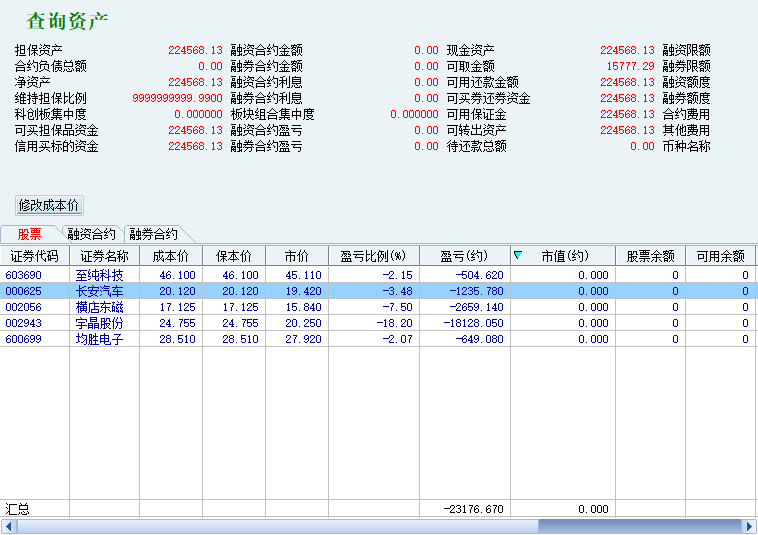 查询资产
担保资产 224568.13 融资合约金额 0.00 现金资产 224568.13 融资限额
合约负债总额 0.00 融券合约金额 0.00 可取金额 15777.29 融券限额
净资产 224568.13 融资合约利息 0.00 可用还款金额 224568.13 融资额度
维持担保比例 9999999999.9900 融券合约利息 0.00 可买券还券资金 224568.13 融券额度
科创板集中度 0.000000 板块组合集中度 0.000000 可用保证金 224568.13 合约费用
可买担保品资金 224568.13 融资合约盈亏 0.00 可转出资产 224568.13 其他费用
信用买标的资金 224568.13 融券合约盈亏 0.00 待还款总额 0.00 币种名称
修改成本价
股票 融资合约 融券合约
证券代码 证券名称 成本价 保本价 市价 盈亏比例(%) 盈亏(约) 市值(约) 股票余额 可用余额
603690 至纯科技 46.100 46.100 45.110 -2.15 -504.620 0.000 0 0
000625 长安汽车 20.120 20.120 19.420 -3.48 -1235.780 0.000 0 0
002056 横店东磁 17.125 17.125 15.840 -7.50 -2659.140 0.000 0 0
002943 宇晶股份 24.755 24.755 20.250 -18.20 -18128.050 0.000 0 0
600699 均胜电子 28.510 28.510 27.920 -2.07 -649.080 0.000 0 0
汇总 -23176.670 0.000